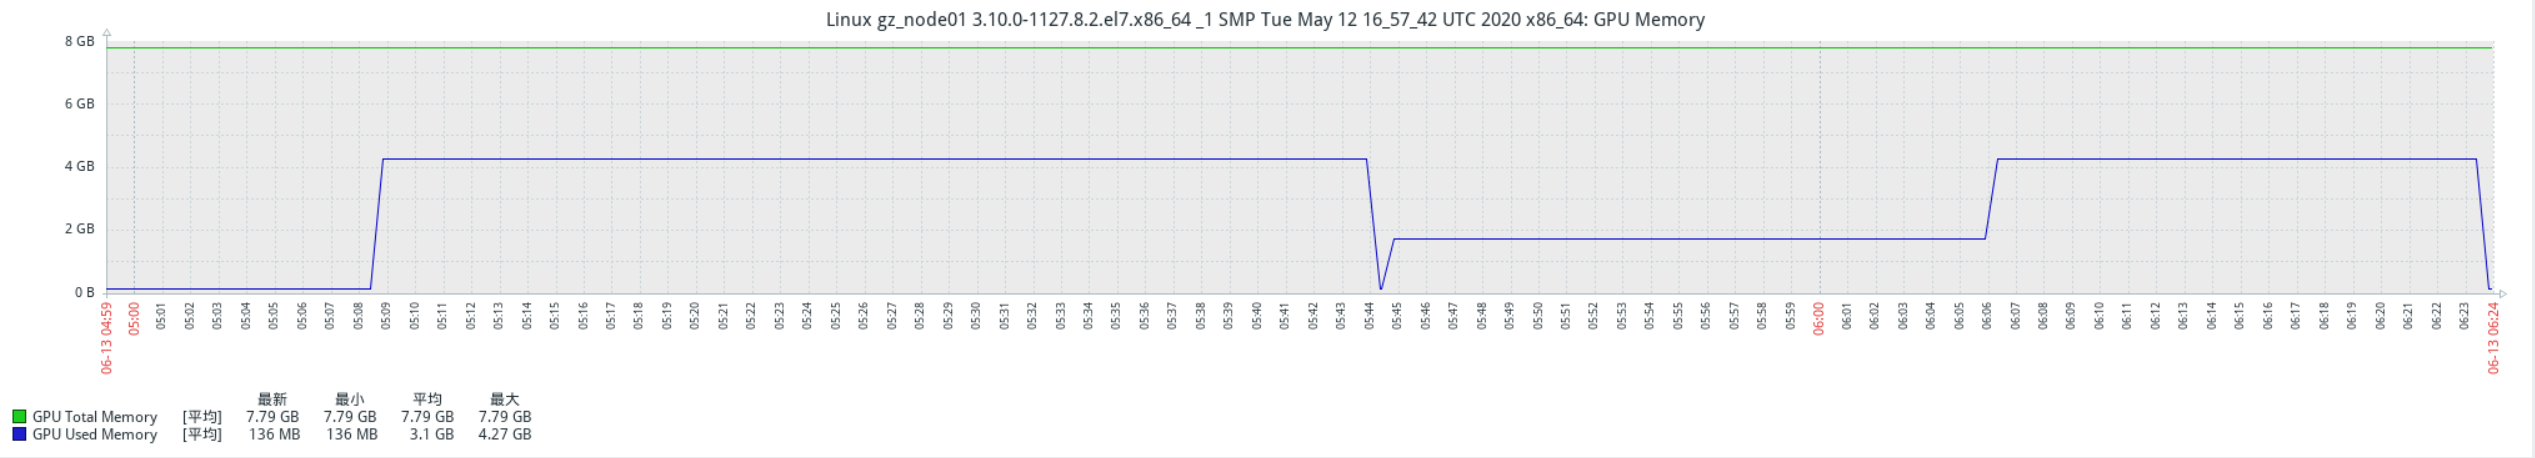 Linux gz_node01 3.10.0-1127.8.2.el7.x86_64 _1 SMP Tue May 12 16_57_42 UTC 2020 x86_64: GPU Memory
8 GB
6 GB
4 GB
2 GB
0 B
06-13 04:59 05:00 05:01 05:02 05:03 05:04 05:05 05:06 05:07 05:08 05:09 05:10 05:11 05:12 05:13 05:14 05:15 05:16 05:17 05:18 05:19 05:20 05:21 05:22 05:23 05:24 05:25 05:26 05:27 05:28 05:29 05:30 05:31 05:32 05:33 05:34 05:35 05:36 05:37 05:38 05:39 05:40 05:41 05:42 05:43 05:44 05:45 05:46 05:47 05:48 05:49 05:50 05:51 05:52 05:53 05:54 05:55 05:56 05:57 05:58 05:59 06:00 06:01 06:02 06:03 06:04 06:05 06:06 06:07 06:08 06:09 06:10 06:11 06:12 06:13 06:14 06:15 06:16 06:17 06:18 06:19 06:20 06:21 06:22 06:23 06-13 06:24
最新 最小 平均 最大
GPU Total Memory [平均] 7.79 GB 7.79 GB 7.79 GB 7.79 GB
GPU Used Memory [平均] 136 MB 136 MB 3.1 GB 4.27 GB